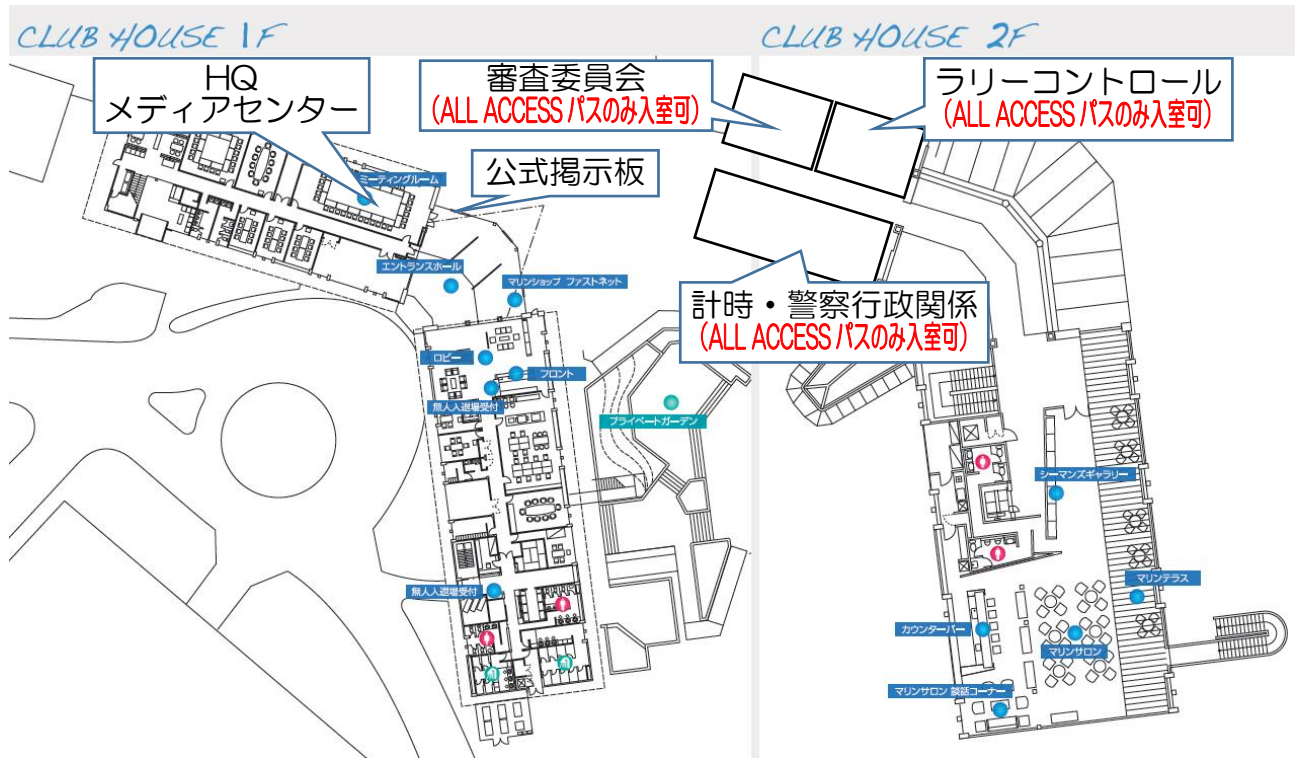 CLUB HOUSE 1F
HQ
メディアセンター
公式掲示板
ミーティングルーム
エントランスホール
マリンショップ ファストネット
ロビー
フロント
無人入退場受付
プライベートガーデン
無人入退場受付
CLUB HOUSE 2F
審査委員会
(ALL ACCESS パスのみ入室可)
ラリーコントロール
(ALL ACCESS パスのみ入室可)
計時・警察行政関係
(ALL ACCESS パスのみ入室可)
シーマンズギャラリー
マリンテラス
カウンターバー
マリンサロン
マリンサロン 談話コーナー